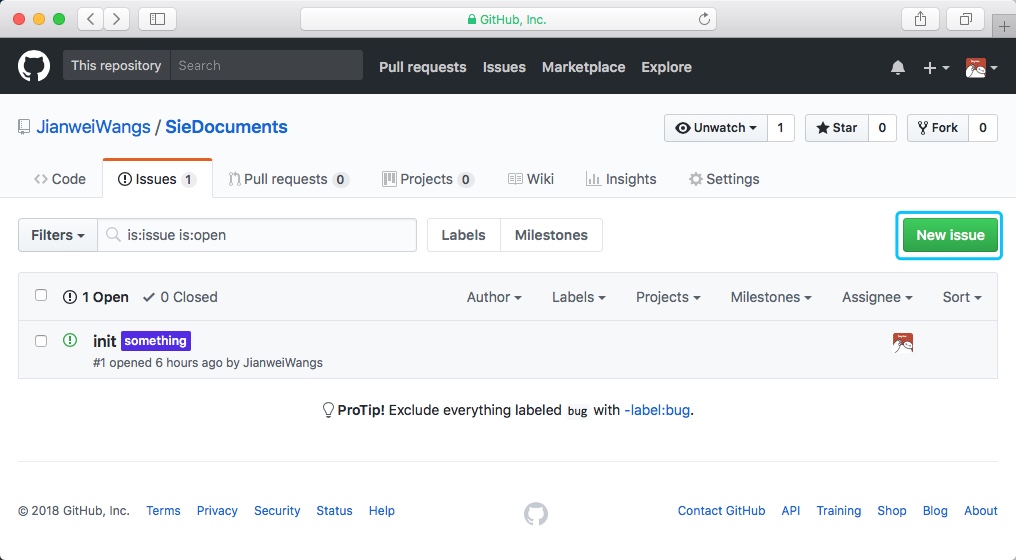 GitHub, Inc.
This repository Search Pull requests Issues Marketplace Explore
JianweiWangs / SieDocuments Unwatch 1 Star 0 Fork 0
Code Issues 1 Pull requests 0 Projects 0 Wiki Insights Settings
Filters is:issue is:open Labels Milestones New issue
1 Open 0 Closed Author Labels Projects Milestones Assignee Sort
init something
#1 opened 6 hours ago by JianweiWangs
ProTip! Exclude everything labeled bug with -label:bug.
© 2018 GitHub, Inc. Terms Privacy Security Status Help Contact GitHub API Training Shop Blog About